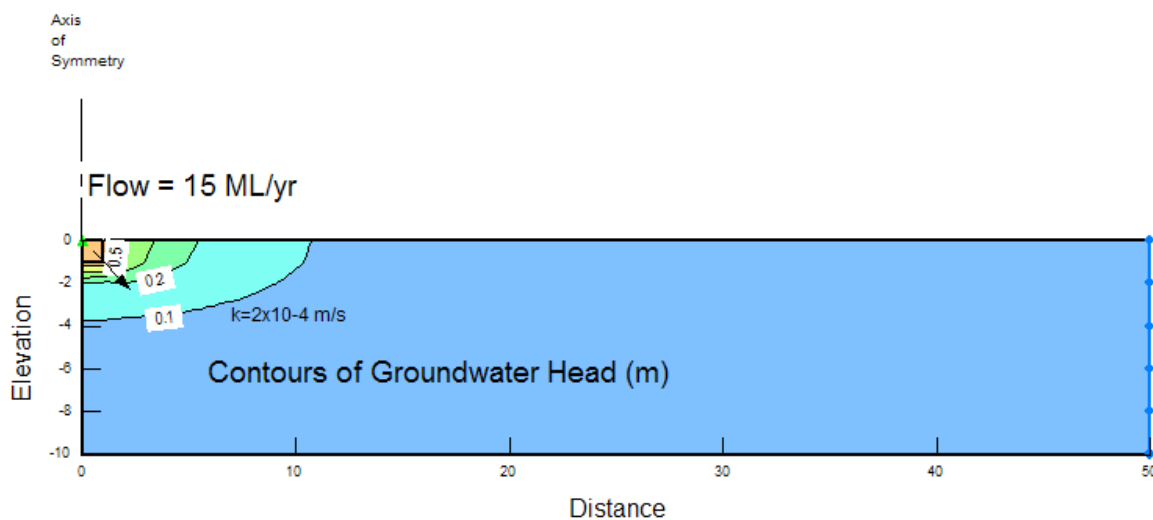 Axis
of
Symmetry
Flow = 15 ML/yr
0
0.5
-2
0.2
-4
0.1
k=2x10-4 m/s
Elevation
-6
Contours of Groundwater Head (m)
-8
-10
0
10
20
30
40
50
Distance